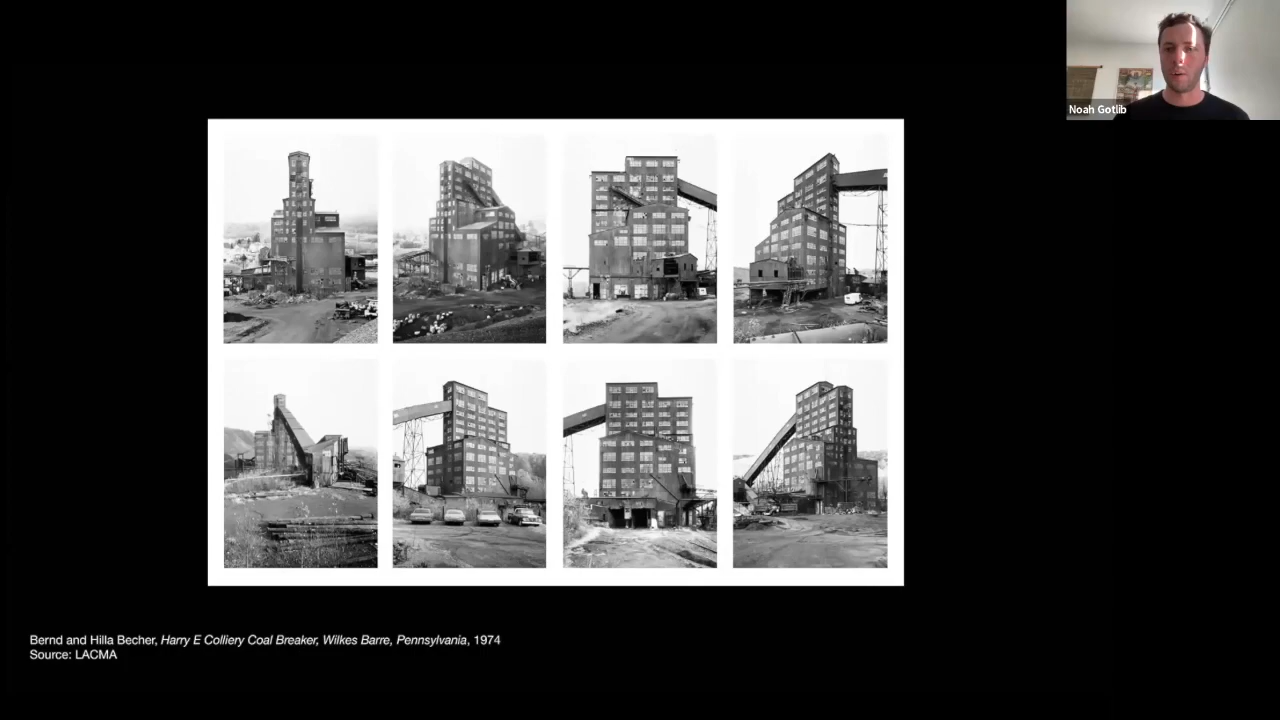 Noah Gotlib
Bernd and Hilla Becher, Harry E Colliery Coal Breaker, Wilkes Barre, Pennsylvania, 1974
Source: LACMA